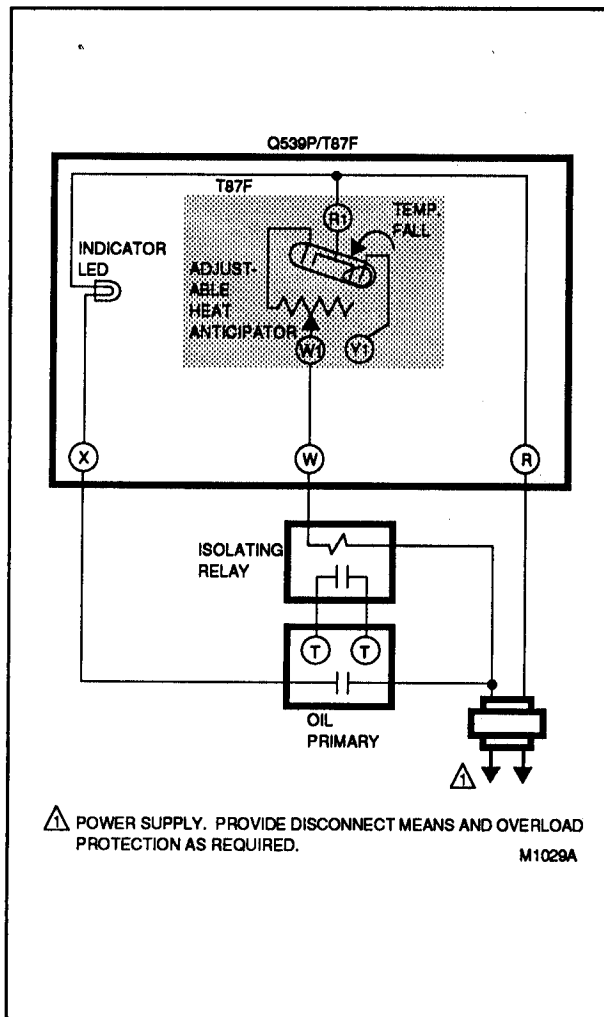 Q539P/T87F
T87F
R1
TEMP.
FALL
INDICATOR
LED
ADJUST-
ABLE
HEAT
ANTICIPATOR
W1
Y1
X
W
R
ISOLATING
RELAY
T
T
OIL
PRIMARY
1
1 POWER SUPPLY. PROVIDE DISCONNECT MEANS AND OVERLOAD
PROTECTION AS REQUIRED.
M1029A